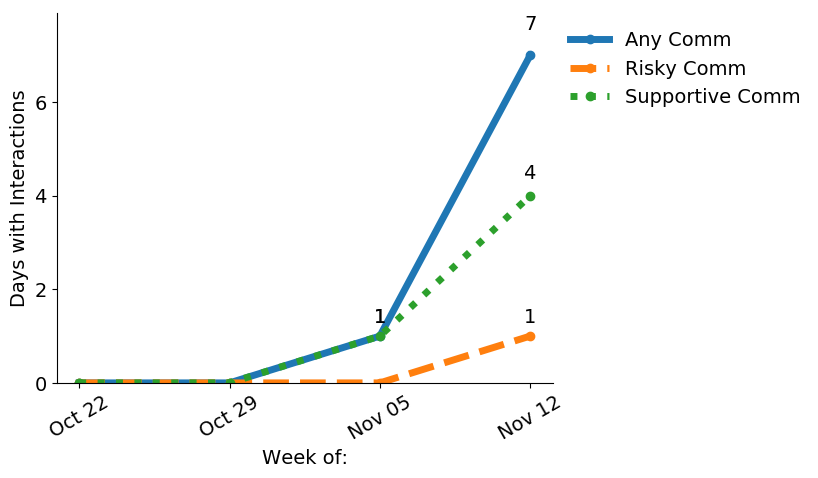 7
Any Comm
Risky Comm
Supportive Comm
6
4
4
2
1
1
0
Days with Interactions
Oct 22
Oct 29
Nov 05
Nov 12
Week of: